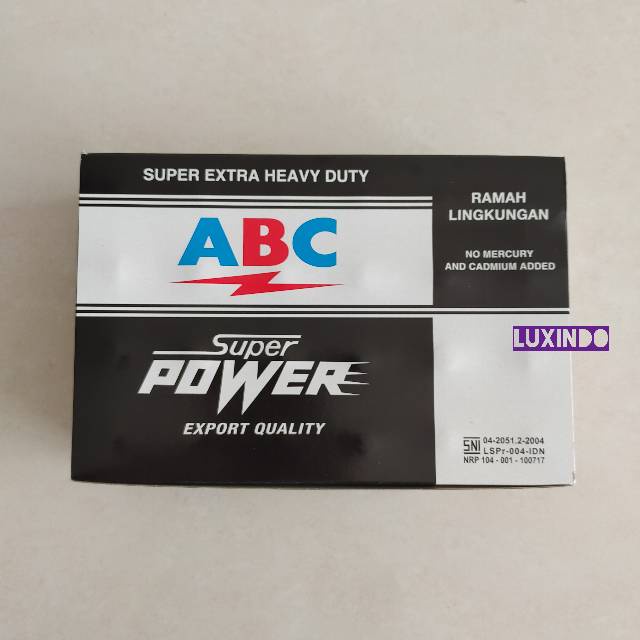 SUPER EXTRA HEAVY DUTY
ABC
Super
POWER
EXPORT QUALITY
RAMAH
LINGKUNGAN
NO MERCURY
AND CADMIUM ADDED
LUXINDO
SNI 04-2051.2-2004
LSPr-004-IDN
NRP 104 - 001 - 100717